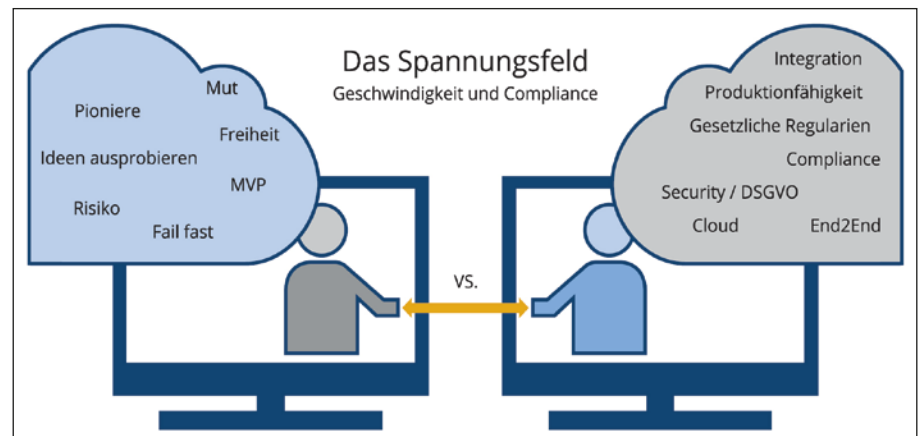 Das Spannungsfeld
Geschwindigkeit und Compliance
Mut
Pioniere
Freiheit
Ideen ausprobieren
MVP
Risiko
Fail fast
vs.
Integration
Produktionfähigkeit
Gesetzliche Regularien
Compliance
Security / DSGVO
Cloud
End2End